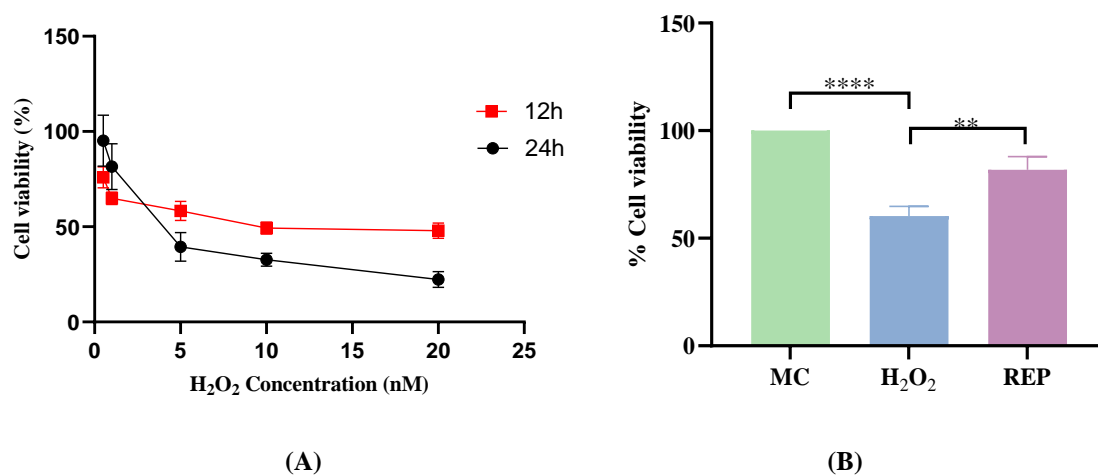 150
100
50
0
Cell viability (%)
0 5 10 15 20 25
H₂O₂ Concentration (nM)
12h
24h
(A)
150
100
50
0
% Cell viability
****
**
MC H₂O₂ REP
(B)